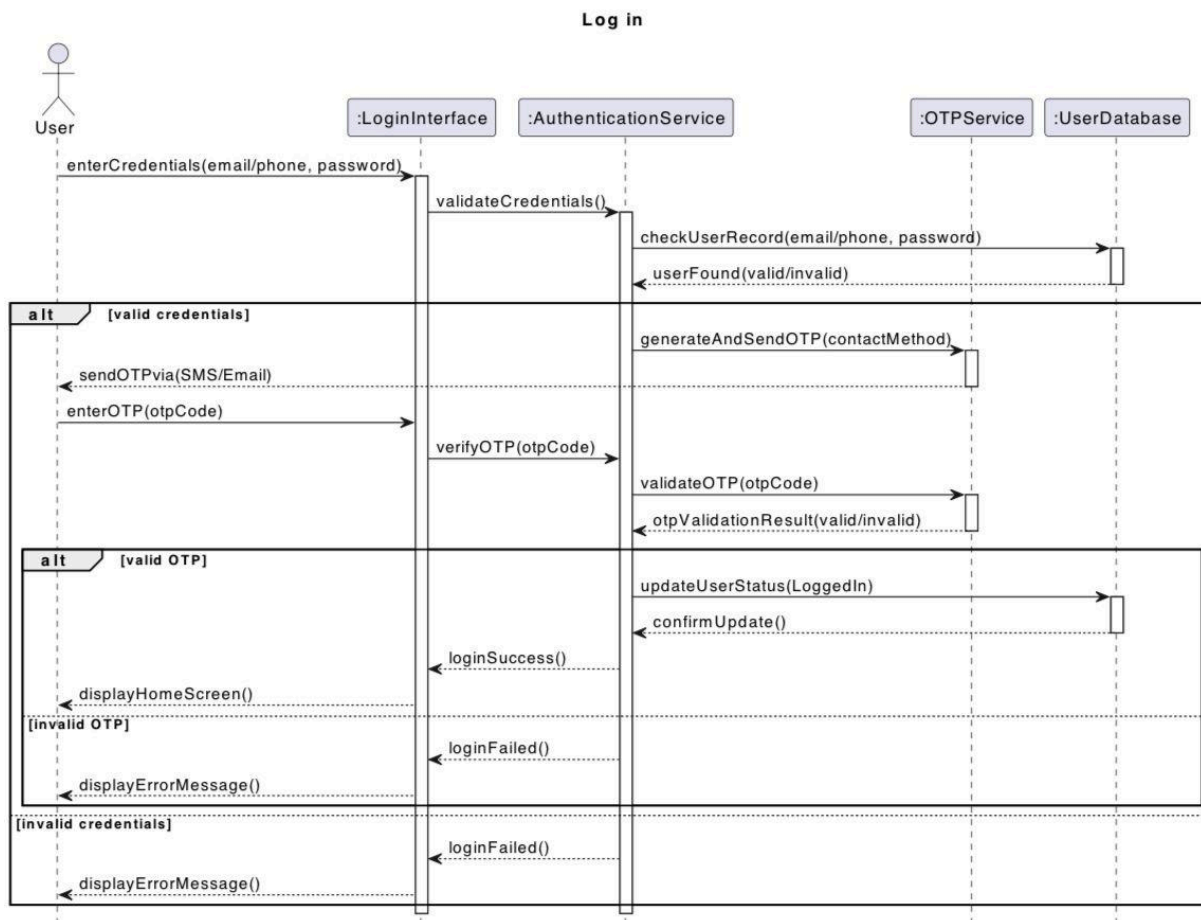 Log in
User
:LoginInterface
:AuthenticationService
:OTPService
:UserDatabase
enterCredentials(email/phone, password)
validateCredentials()
checkUserRecord(email/phone, password)
userFound(valid/invalid)
alt [valid credentials]
generateAndSendOTP(contactMethod)
sendOTPvia(SMS/Email)
enterOTP(otpCode)
verifyOTP(otpCode)
validateOTP(otpCode)
otpValidationResult(valid/invalid)
alt [valid OTP]
updateUserStatus(LoggedIn)
confirmUpdate()
loginSuccess()
displayHomeScreen()
[invalid OTP]
loginFailed()
displayErrorMessage()
[invalid credentials]
loginFailed()
displayErrorMessage()